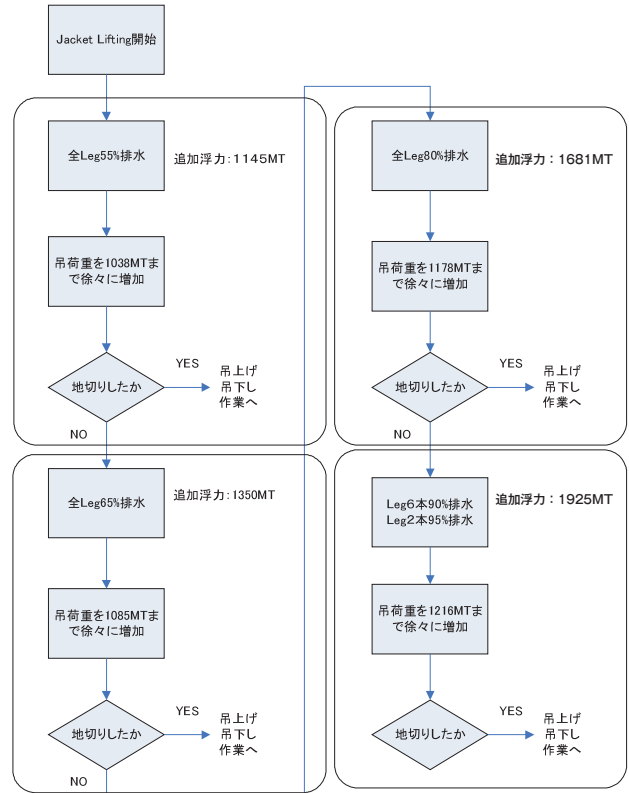 Jacket Lifting開始
全Leg55%排水
追加浮力:1145MT
吊荷重を1038MTま
で徐々に増加
地切りしたか
YES
吊上げ
吊下し
作業へ
NO
全Leg65%排水
追加浮力:1350MT
吊荷重を1085MTま
で徐々に増加
地切りしたか
YES
吊上げ
吊下し
作業へ
NO
全Leg80%排水
追加浮力：1681MT
吊荷重を1178MTま
で徐々に増加
地切りしたか
YES
吊上げ
吊下し
作業へ
NO
Leg6本90%排水
Leg2本95%排水
追加浮力：1925MT
吊荷重を1216MTま
で徐々に増加
地切りしたか
YES
吊上げ
吊下し
作業へ